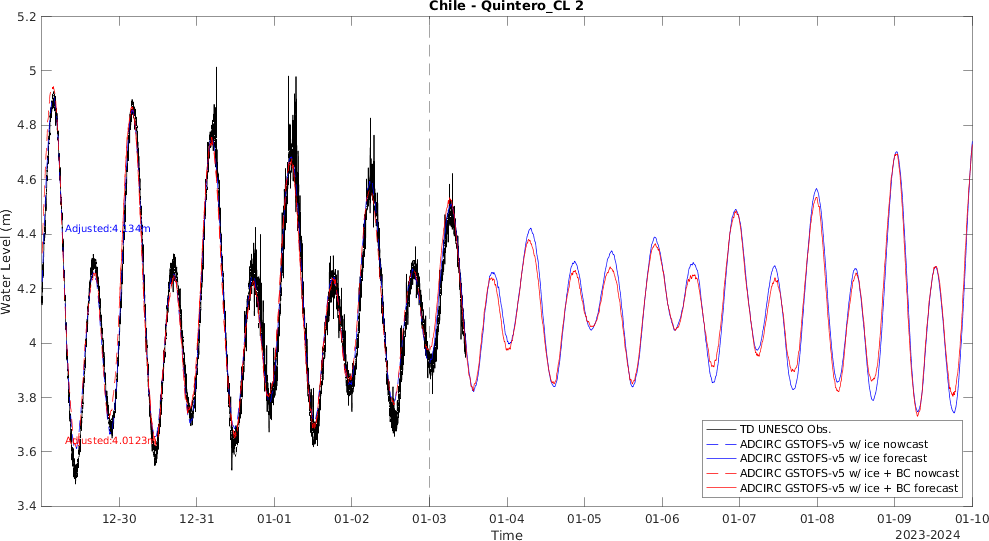 Chile - Quintero_CL 2
5.2
5
4.8
4.6
4.4
4.2
4
3.8
3.6
3.4
Water Level (m)
Adjusted:4.134m
Adjusted:4.0123m
TD UNESCO Obs.
ADCIRC GSTOFS-v5 w/ ice nowcast
ADCIRC GSTOFS-v5 w/ ice forecast
ADCIRC GSTOFS-v5 w/ ice + BC nowcast
ADCIRC GSTOFS-v5 w/ ice + BC forecast
12-30 12-31 01-01 01-02 01-03 01-04 01-05 01-06 01-07 01-08 01-09 01-10
Time
2023-2024